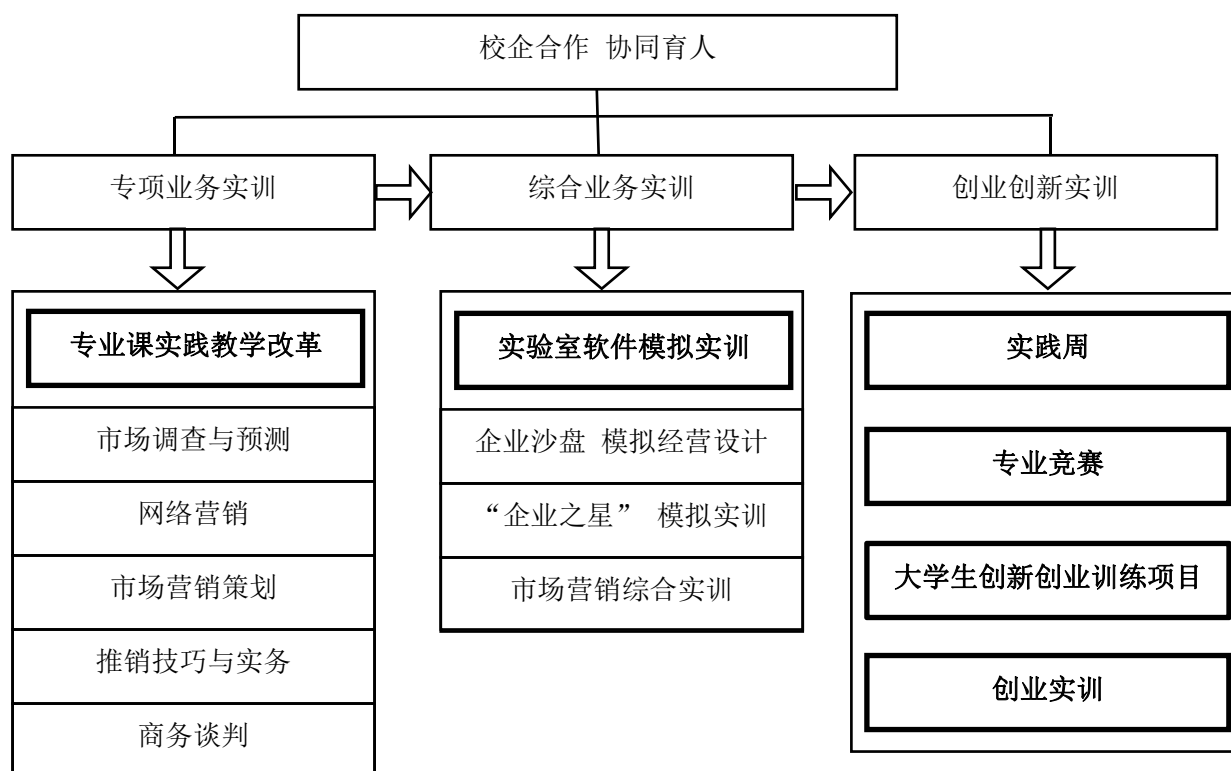 校企合作 协同育人
专项业务实训
综合业务实训
创业创新实训
专业课实践教学改革
市场调查与预测
网络营销
市场营销策划
推销技巧与实务
商务谈判
实验室软件模拟实训
企业沙盘 模拟经营设计
“企业之星” 模拟实训
市场营销综合实训
实践周
专业竞赛
大学生创新创业训练项目
创业实训